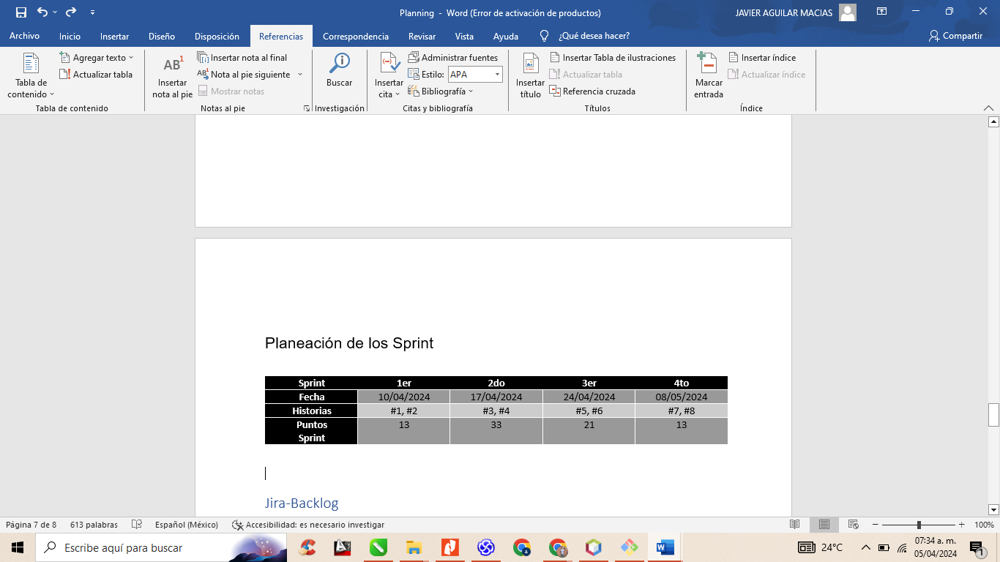 Planning - Word (Error de activación de productos)
JAVIER AGUILAR MACIAS
Archivo Inicio Insertar Diseño Disposición Referencias Correspondencia Revisar Vista Ayuda ¿Qué desea hacer? Compartir
Tabla de contenido
Agregar texto
Actualizar tabla
Tabla de contenido
AB1
Insertar nota al pie
Insertar nota al final
AB1 Nota al pie siguiente
Mostrar notas
Notas al pie
Buscar
Investigación
Insertar cita
Administrar fuentes
Estilo: APA
Bibliografía
Citas y bibliografía
Insertar título
Insertar Tabla de ilustraciones
Actualizar tabla
Referencia cruzada
Títulos
Marcar entrada
Insertar índice
Actualizar índice
Índice
Planeación de los Sprint
Sprint 1er 2do 3er 4to
Fecha 10/04/2024 17/04/2024 24/04/2024 08/05/2024
Historias #1, #2 #3, #4 #5, #6 #7, #8
Puntos Sprint 13 33 21 13
Jira-Backlog
Página 7 de 8 613 palabras Español (México) Accesibilidad: es necesario investigar 100%
Escribe aquí para buscar
24°C
07:34 a. m.
05/04/2024
1